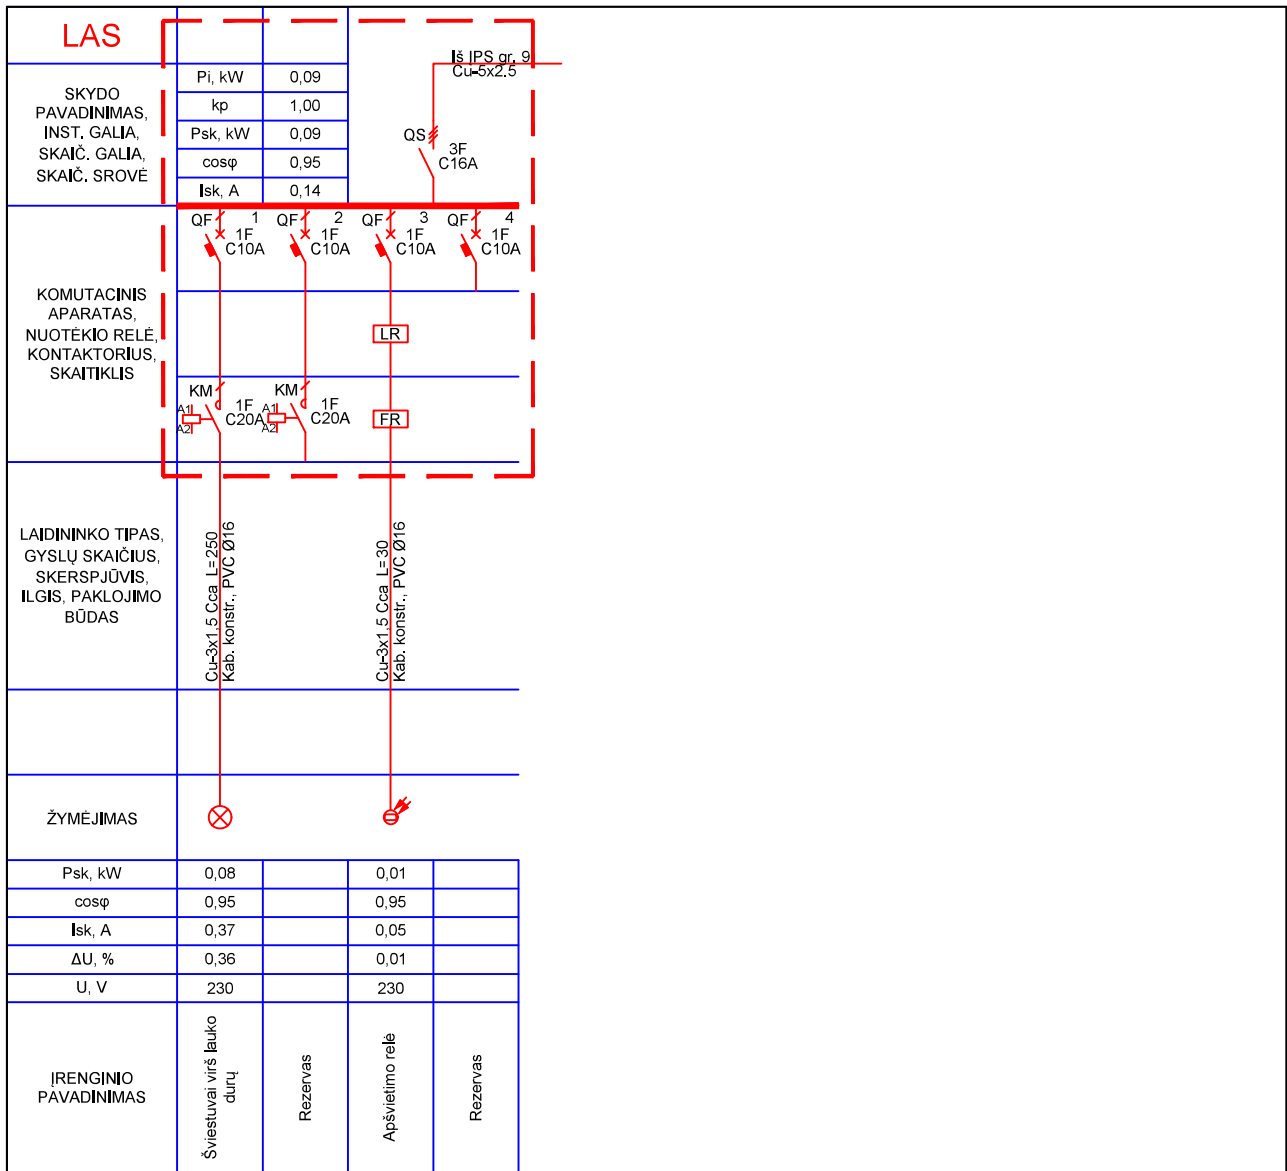 LAS
SKYDO
PAVADINIMAS,
INST. GALIA,
SKAIČ. GALIA,
SKAIČ. SROVĖ
Pi, kW 0,09
kp 1,00
Psk, kW 0,09
cosφ 0,95
Isk, A 0,14
Iš ĮPS gr. 9
Cu-5x2.5
QS
3F
C16A
KOMUTACINIS
APARATAS,
NUOTĖKIO RELĖ,
KONTAKTORIUS,
SKAITIKLIS
QF 1
1F
C10A
QF 2
1F
C10A
QF 3
1F
C10A
QF 4
1F
C10A
LR
KM
A1
A2
1F
C20A
KM
A1
A2
1F
C20A
FR
LAIDININKO TIPAS,
GYSLŲ SKAIČIUS,
SKERSPJŪVIS,
ILGIS, PAKLOJIMO
BŪDAS
Cu-3x1,5 Cca L=250
Kab. konstr., PVC Ø16
Cu-3x1,5 Cca L=30
Kab. konstr., PVC Ø16
ŽYMĖJIMAS
Psk, kW 0,08 0,01
cosφ 0,95 0,95
Isk, A 0,37 0,05
ΔU, % 0,36 0,01
U, V 230 230
ĮRENGINIO
PAVADINIMAS
Šviestuvai virš lauko
durų
Rezervas
Apšvietimo relė
Rezervas